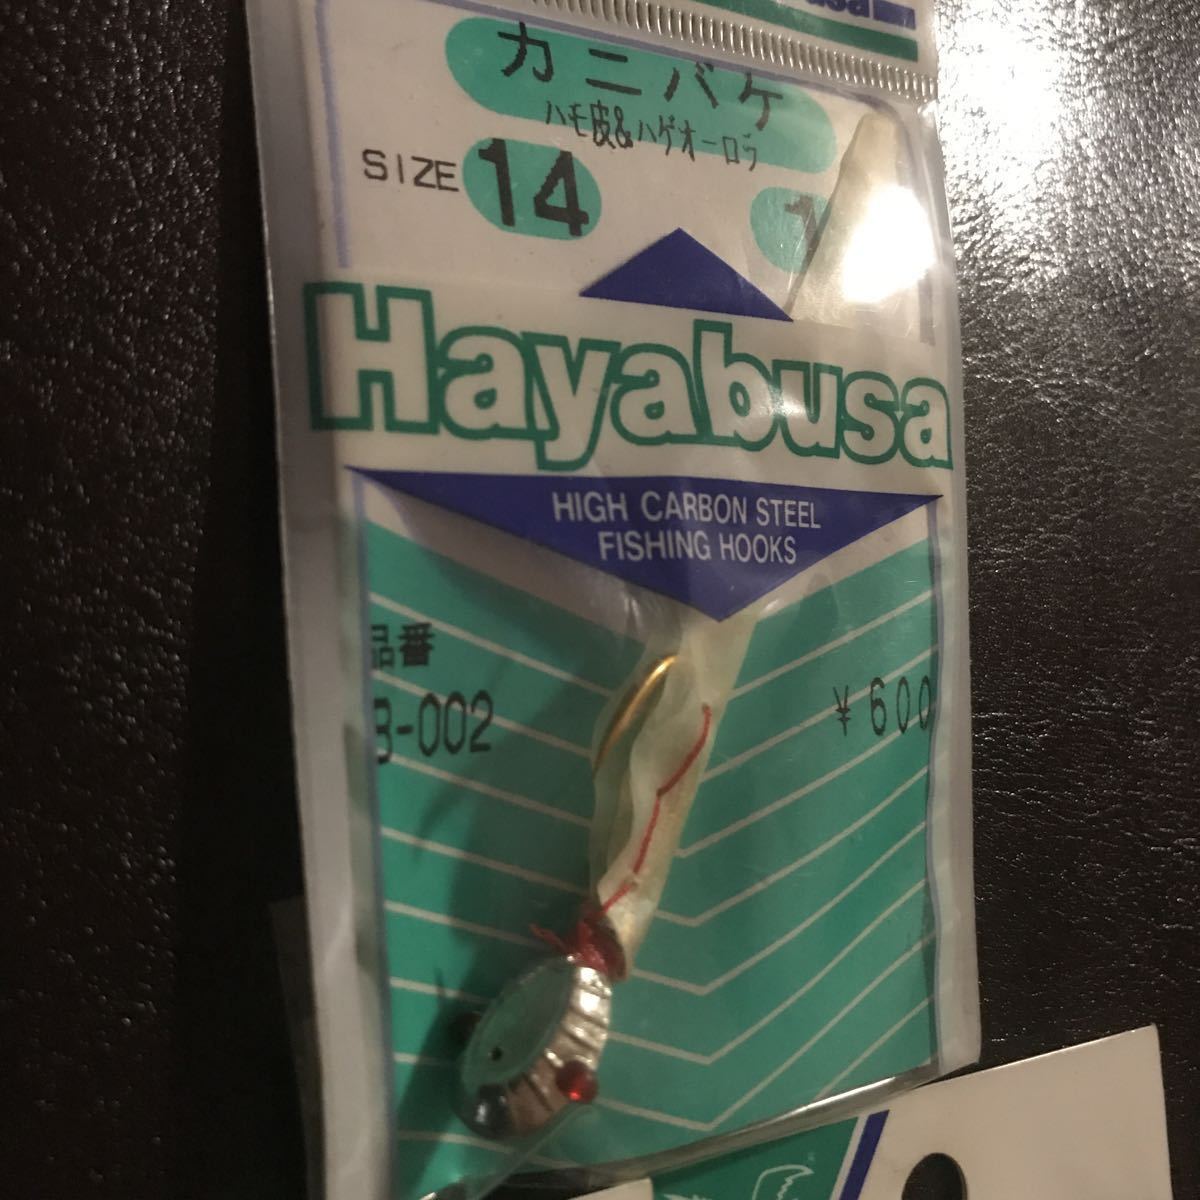 カニバケ
ハモ皮&ハゲオーロラ
SIZE 14
1
Hayabusa
HIGH CARBON STEEL
FISHING HOOKS
品番
B-002
¥600